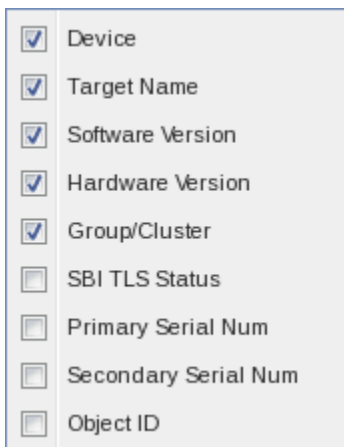 Device
Target Name
Software Version
Hardware Version
Group/Cluster
SBI TLS Status
Primary Serial Num
Secondary Serial Num
Object ID